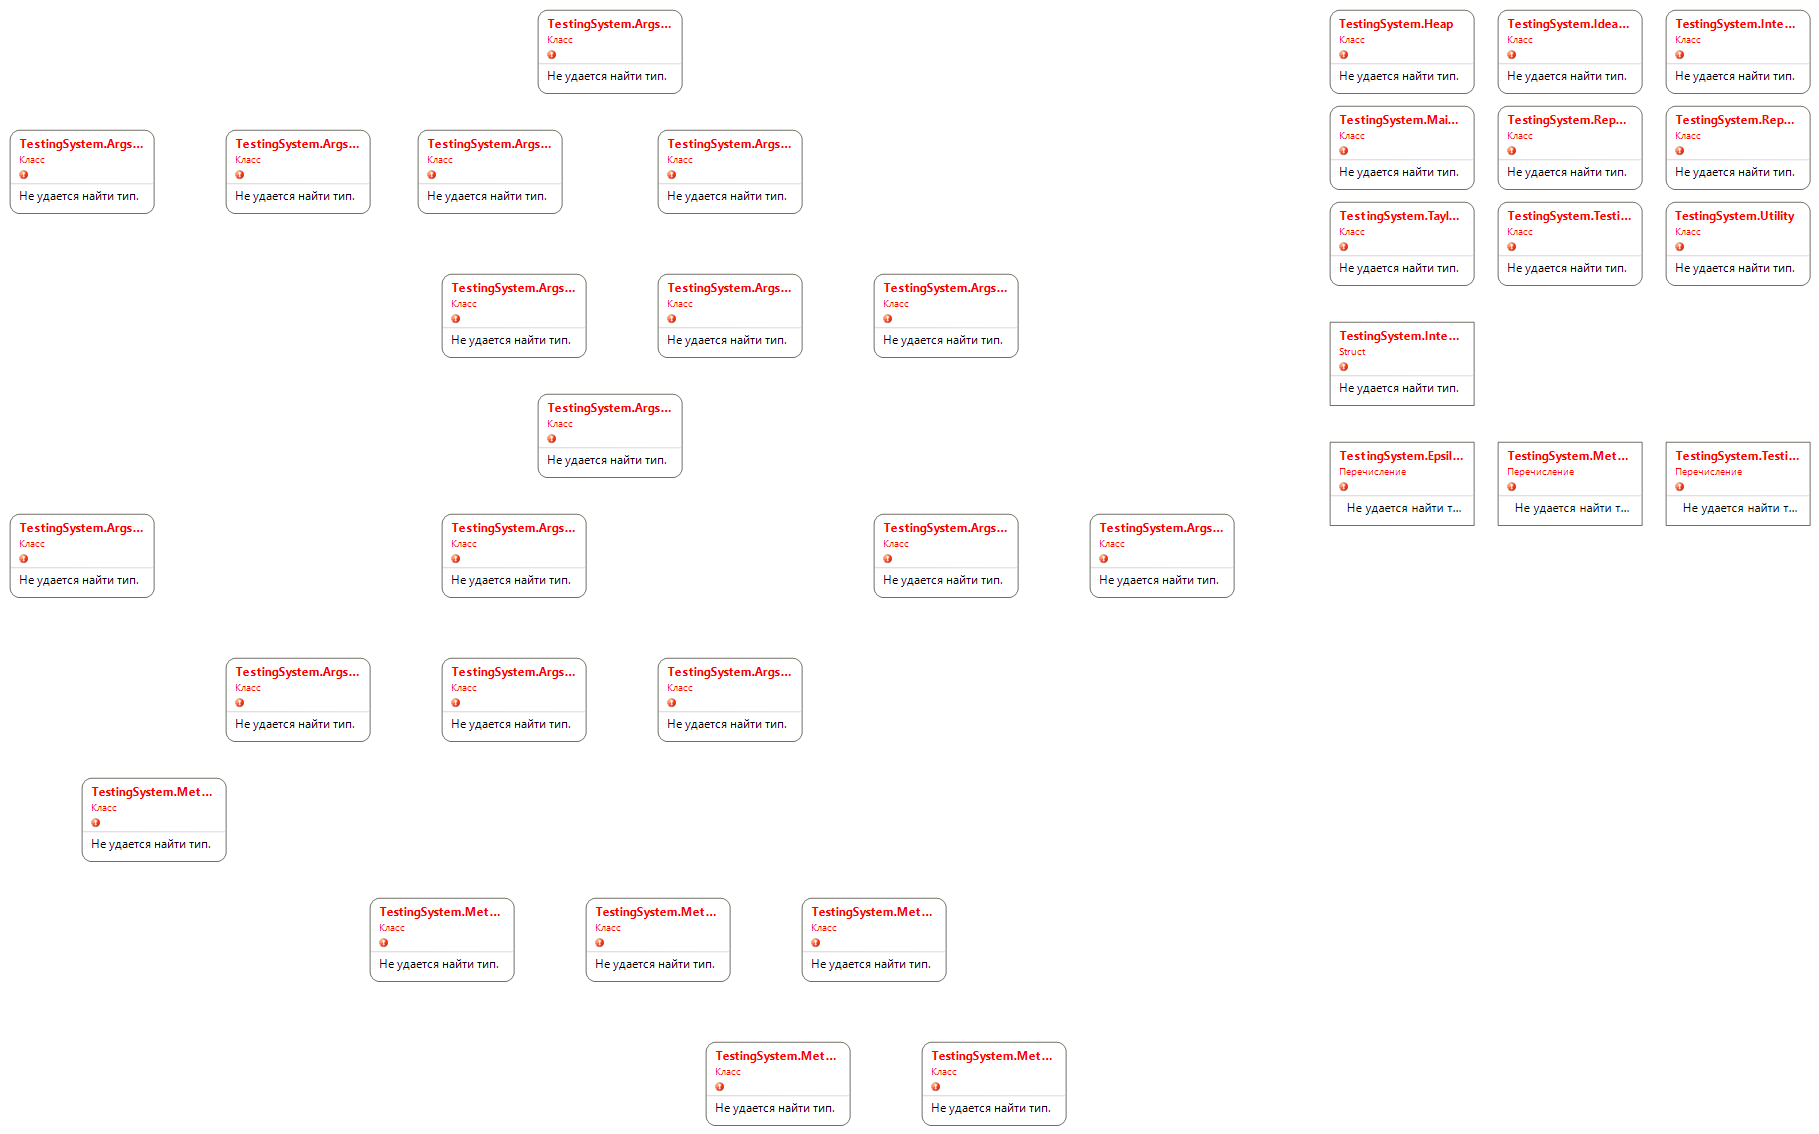 TestingSystem.Args...
Класс
Не удается найти тип.
TestingSystem.Heap
Класс
Не удается найти тип.
TestingSystem.Idea...
Класс
Не удается найти тип.
TestingSystem.Inte...
Класс
Не удается найти тип.
TestingSystem.Mai...
Класс
Не удается найти тип.
TestingSystem.Rep...
Класс
Не удается найти тип.
TestingSystem.Rep...
Класс
Не удается найти тип.
TestingSystem.Args...
Класс
Не удается найти тип.
TestingSystem.Args...
Класс
Не удается найти тип.
TestingSystem.Args...
Класс
Не удается найти тип.
TestingSystem.Args...
Класс
Не удается найти тип.
TestingSystem.Tayl...
Класс
Не удается найти тип.
TestingSystem.Testi...
Класс
Не удается найти тип.
TestingSystem.Utility
Класс
Не удается найти тип.
TestingSystem.Args...
Класс
Не удается найти тип.
TestingSystem.Args...
Класс
Не удается найти тип.
TestingSystem.Args...
Класс
Не удается найти тип.
TestingSystem.Inte...
Struct
Не удается найти тип.
TestingSystem.Args...
Класс
Не удается найти тип.
TestingSystem.Epsil...
Перечисление
Не удается найти т...
TestingSystem.Met...
Перечисление
Не удается найти т...
TestingSystem.Testi...
Перечисление
Не удается найти т...
TestingSystem.Args...
Класс
Не удается найти тип.
TestingSystem.Args...
Класс
Не удается найти тип.
TestingSystem.Args...
Класс
Не удается найти тип.
TestingSystem.Args...
Класс
Не удается найти тип.
TestingSystem.Args...
Класс
Не удается найти тип.
TestingSystem.Args...
Класс
Не удается найти тип.
TestingSystem.Args...
Класс
Не удается найти тип.
TestingSystem.Met...
Класс
Не удается найти тип.
TestingSystem.Met...
Класс
Не удается найти тип.
TestingSystem.Met...
Класс
Не удается найти тип.
TestingSystem.Met...
Класс
Не удается найти тип.
TestingSystem.Met...
Класс
Не удается найти тип.
TestingSystem.Met...
Класс
Не удается найти тип.